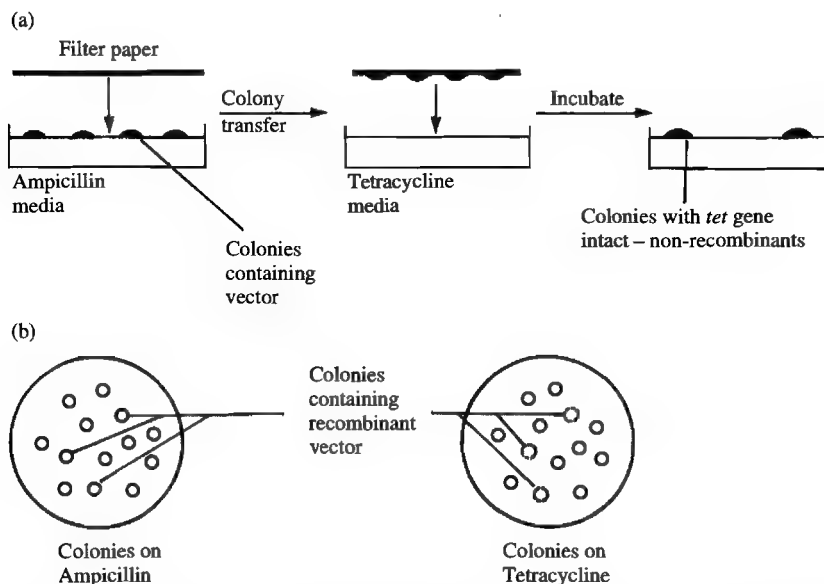 (a)
Filter paper
Colony
transfer
Incubate
Ampicillin
media
Tetracycline
media
Colonies
containing
vector
Colonies with tet gene
intact – non-recombinants
(b)
Colonies
containing
recombinant
vector
Colonies on
Ampicillin
Colonies on
Tetracycline